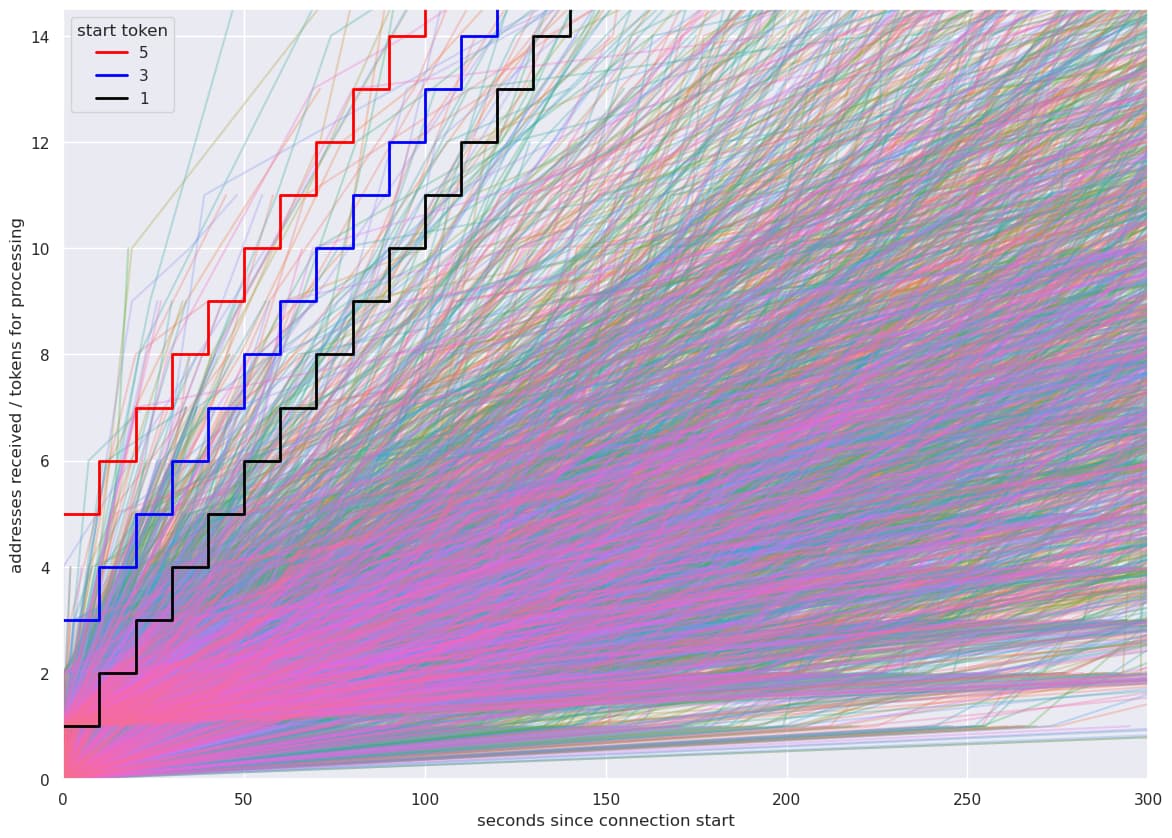 start token
5
3
1
14
12
10
8
6
4
2
0
addresses received / tokens for processing
0 50 100 150 200 250 300
seconds since connection start